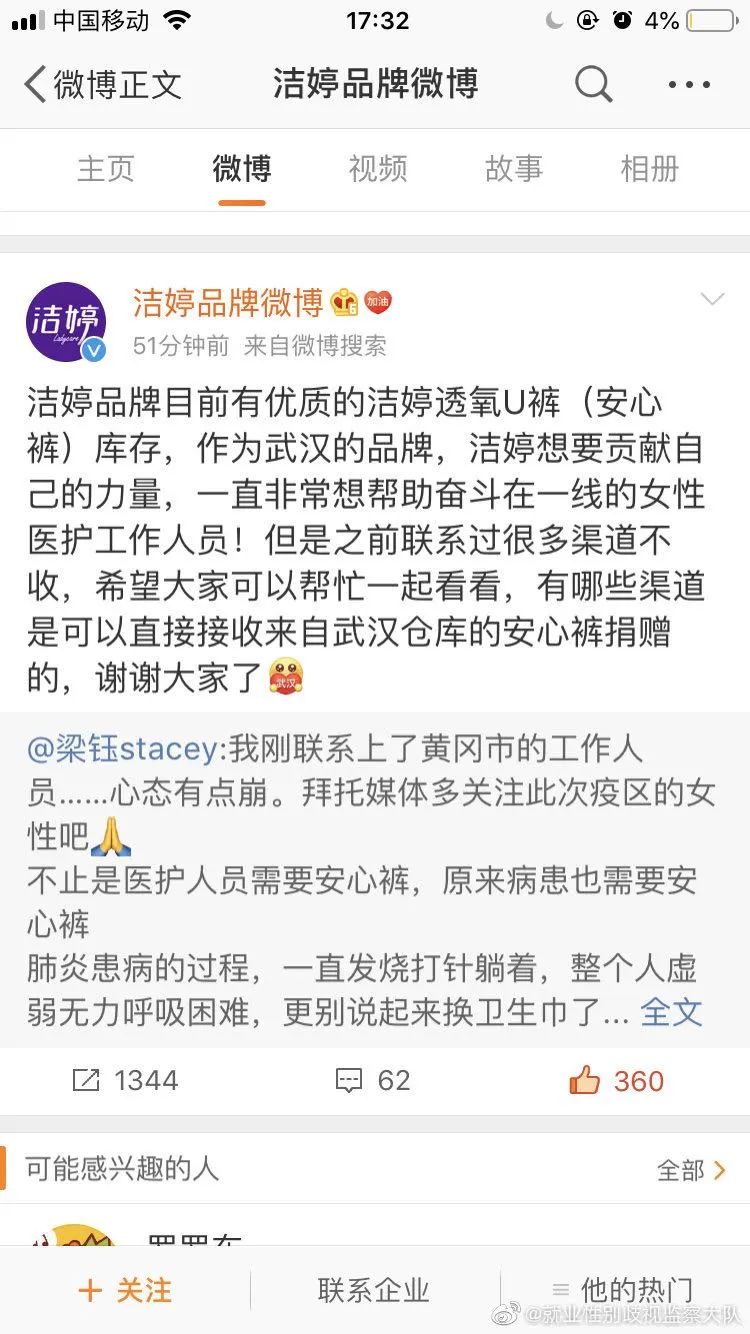 中国移动 17:32 4%
微博正文 洁婷品牌微博
主页 微博 视频 故事 相册
洁婷
Ladycare
洁婷品牌微博 加油
51分钟前 来自微博搜索
洁婷品牌目前有优质的洁婷透氧U裤（安心
裤）库存，作为武汉的品牌，洁婷想要贡献自
己的力量，一直非常想帮助奋斗在一线的女性
医护工作人员！但是之前联系过很多渠道不
收，希望大家可以帮忙一起看看，有哪些渠道
是可以直接接收来自武汉仓库的安心裤捐赠
的，谢谢大家了 武汉
@梁钰stacey:我刚联系上了黄冈市的工作人
员……心态有点崩。拜托媒体多关注此次疫区的女
性吧
不止是医护人员需要安心裤，原来病患也需要安
心裤
肺炎患病的过程，一直发烧打针躺着，整个人虚
弱无力呼吸困难，更别说起来换卫生巾了... 全文
1344 62 360
可能感兴趣的人 全部
+ 关注 联系企业 他的热门
@就业性别歧视监察大队